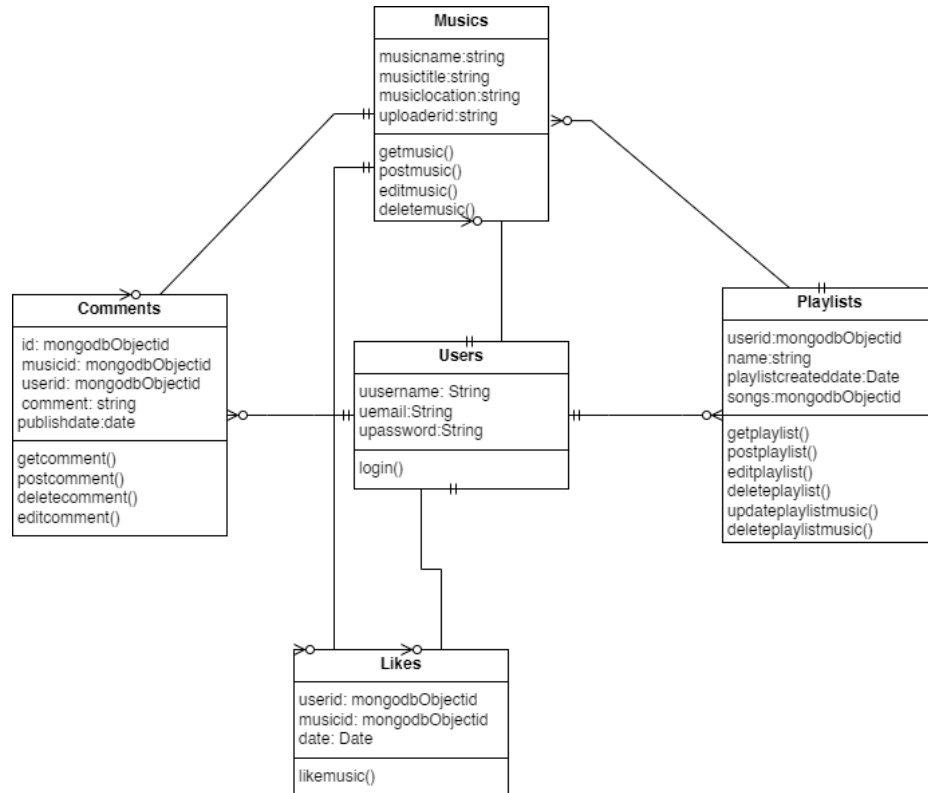 Musics
musicname:string
musictitle:string
musiclocation:string
uploaderid:string
getmusic()
postmusic()
editmusic()
deletemusic()
Comments
id: mongodbObjectid
musicid: mongodbObjectid
userid: mongodbObjectid
comment: string
publishdate:date
getcomment()
postcomment()
deletecomment()
editcomment()
Users
uusername: String
uemail:String
upassword:String
login()
Playlists
userid:mongodbObjectid
name:string
playlistcreateddate:Date
songs:mongodbObjectid
getplaylist()
postplaylist()
editplaylist()
deleteplaylist()
updateplaylistmusic()
deleteplaylistmusic()
Likes
userid: mongodbObjectid
musicid: mongodbObjectid
date: Date
likemusic()